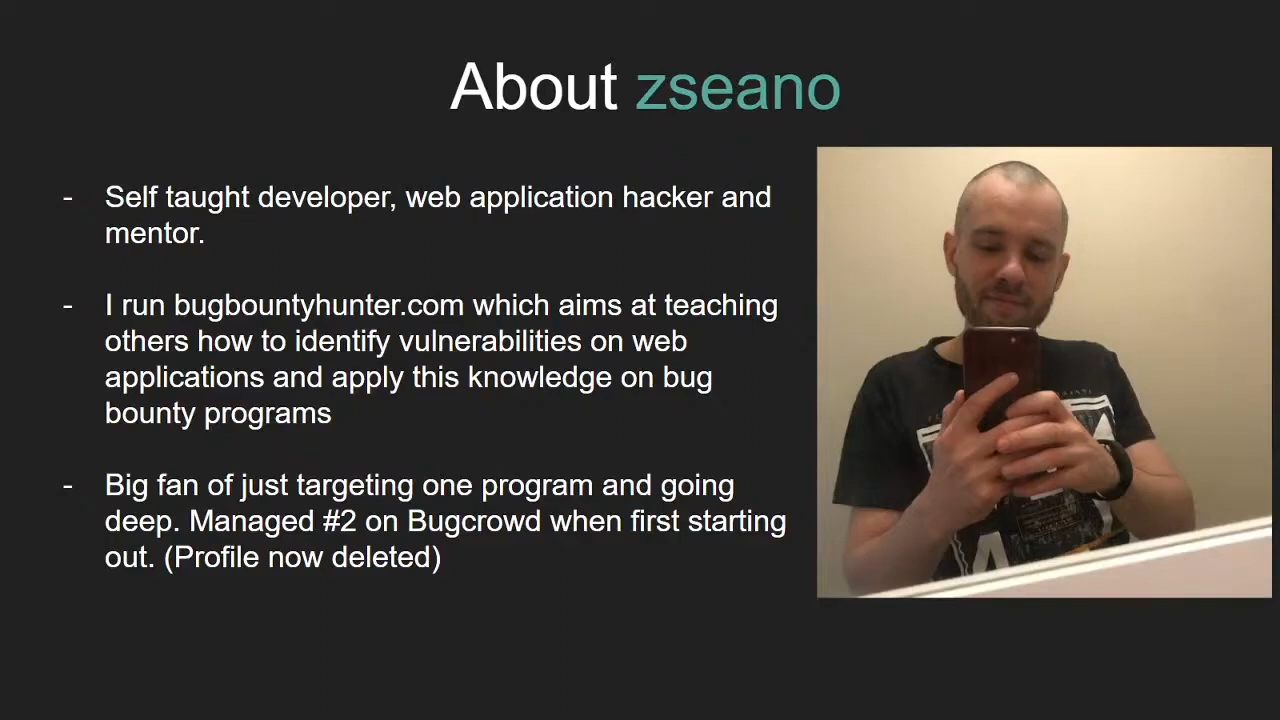 About zseano
- Self taught developer, web application hacker and
mentor.
- I run bugbountyhunter.com which aims at teaching
others how to identify vulnerabilities on web
applications and apply this knowledge on bug
bounty programs
- Big fan of just targeting one program and going
deep. Managed #2 on Bugcrowd when first starting
out. (Profile now deleted)